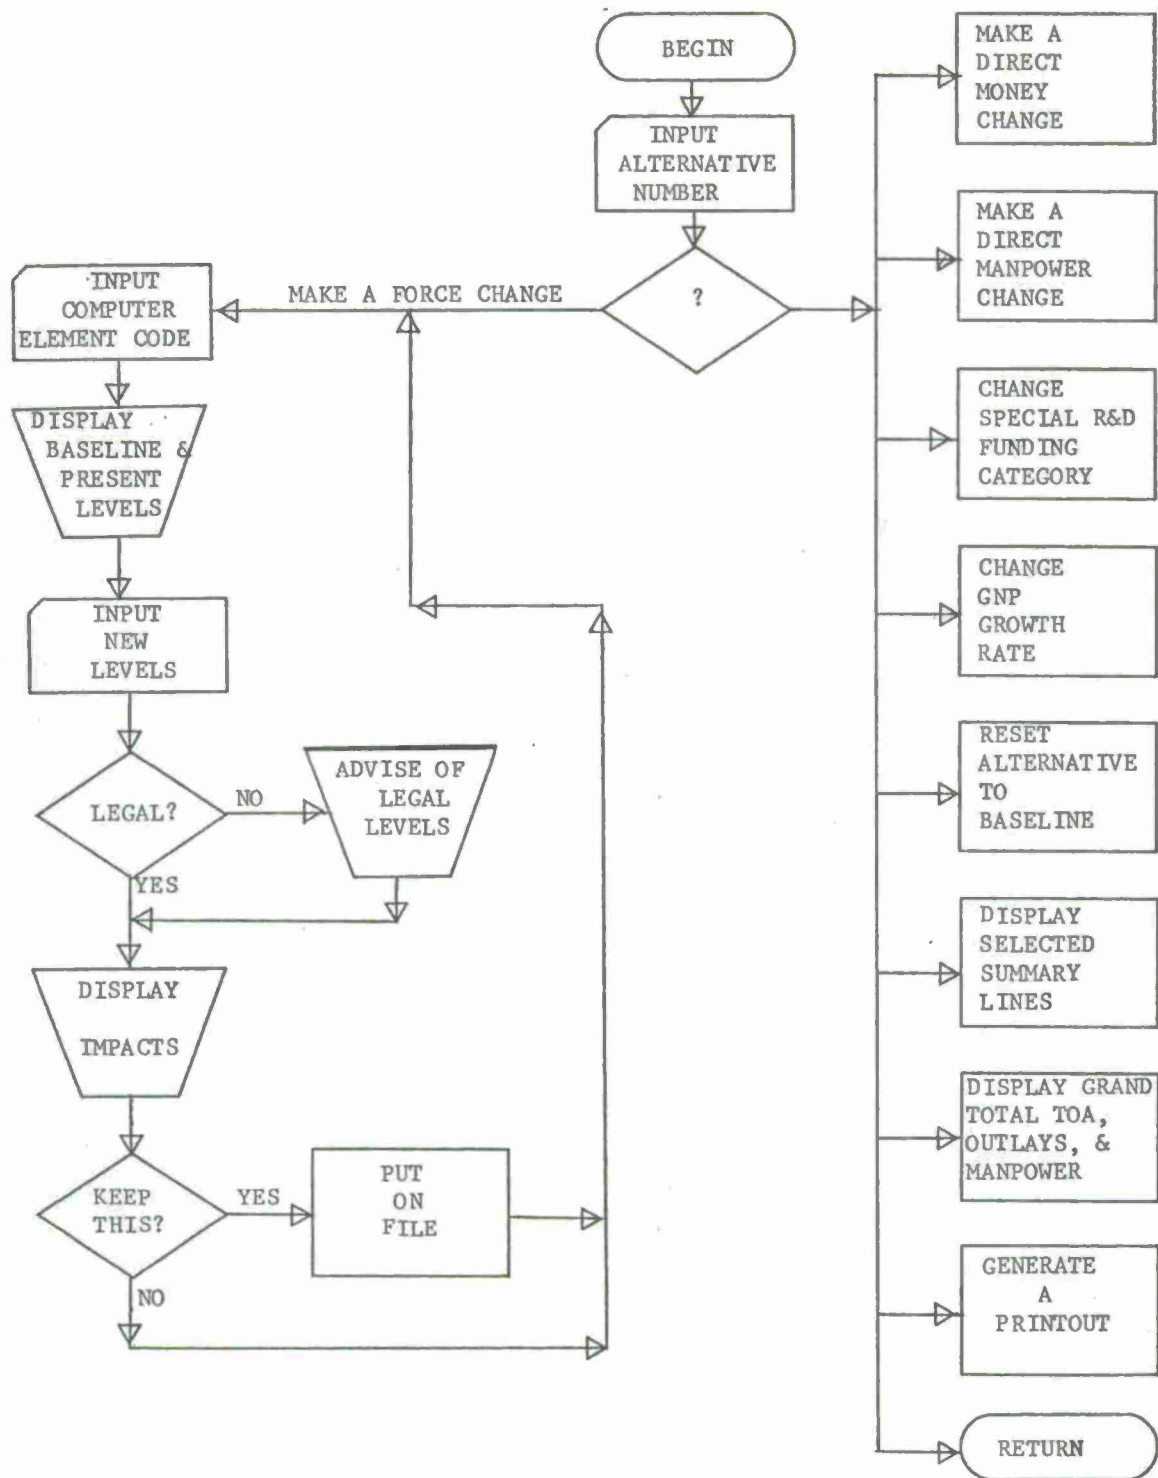 BEGIN
INPUT
ALTERNATIVE
NUMBER
?
MAKE A FORCE CHANGE
INPUT
COMPUTER
ELEMENT CODE
DISPLAY
BASELINE &
PRESENT
LEVELS
INPUT
NEW
LEVELS
LEGAL?
NO
ADVISE OF
LEGAL
LEVELS
YES
DISPLAY
IMPACTS
KEEP
THIS?
YES
PUT
ON
FILE
NO
MAKE A
DIRECT
MONEY
CHANGE
MAKE A
DIRECT
MANPOWER
CHANGE
CHANGE
SPECIAL R&D
FUNDING
CATEGORY
CHANGE
GNP
GROWTH
RATE
RESET
ALTERNATIVE
TO
BASELINE
DISPLAY
SELECTED
SUMMARY
LINES
DISPLAY GRAND
TOTAL TOA,
OUTLAYS, &
MANPOWER
GENERATE
A
PRINTOUT
RETURN